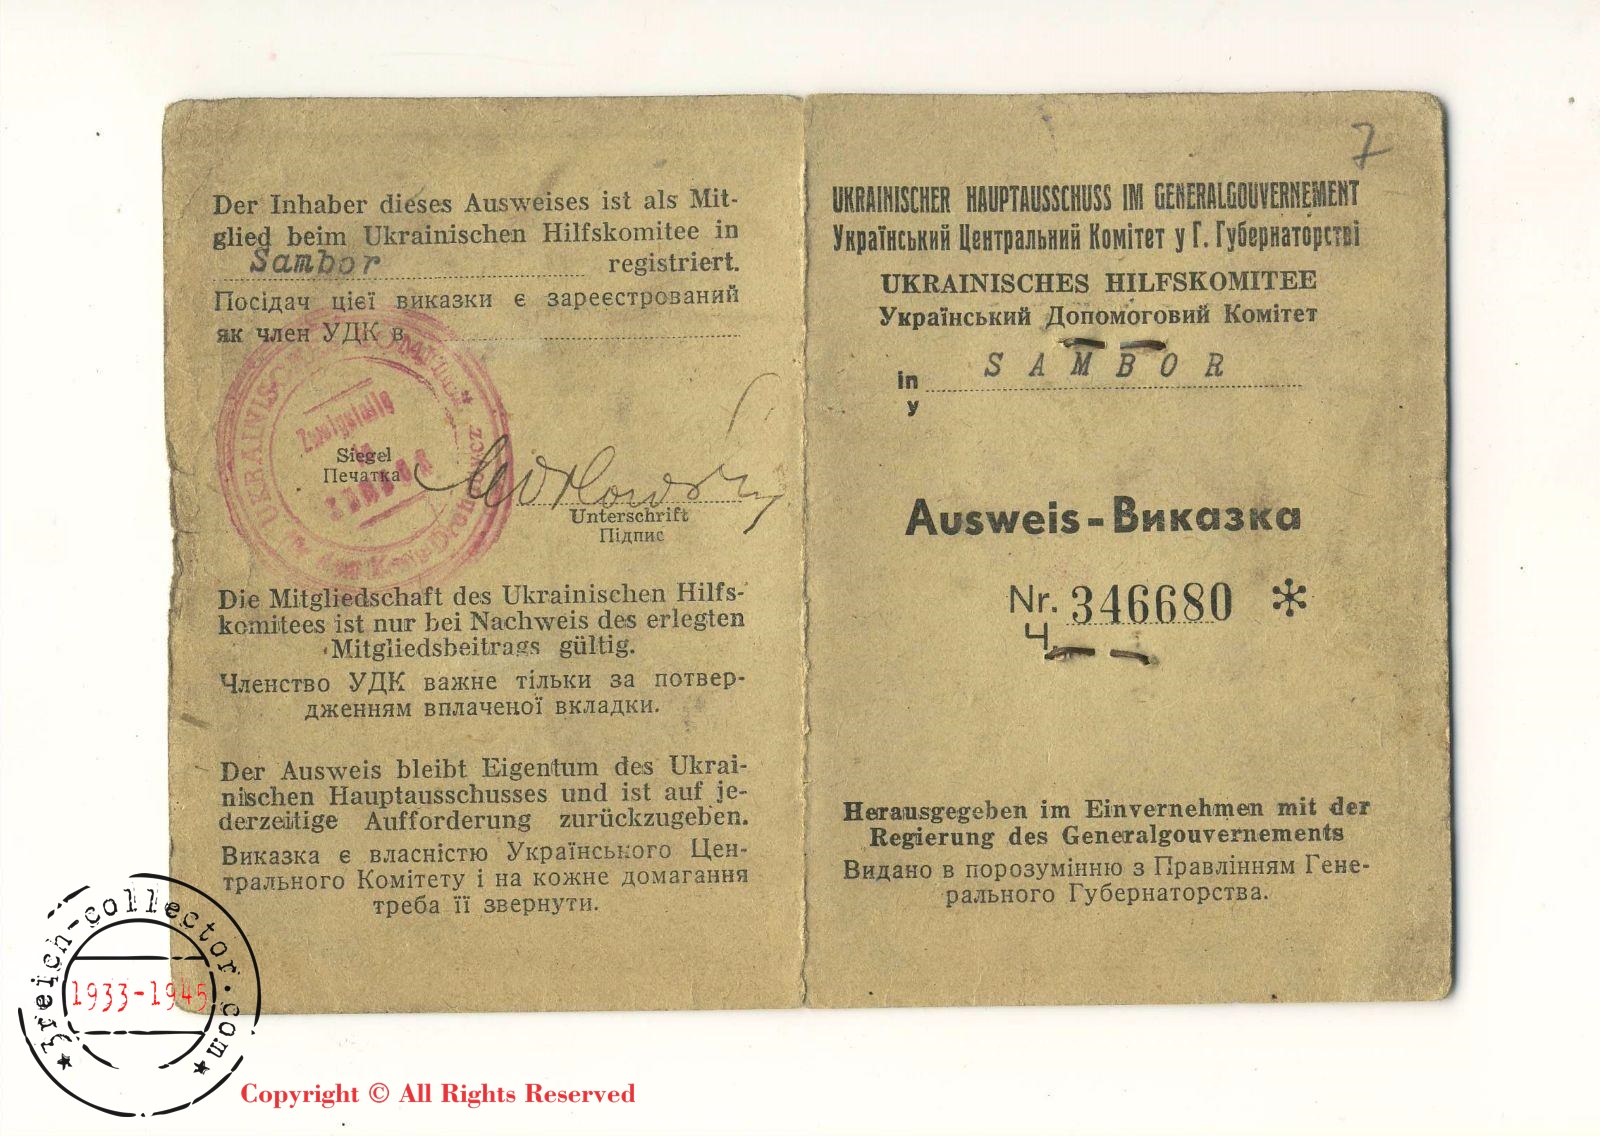 Der Inhaber dieses Ausweises ist als Mit-
glied beim Ukrainischen Hilfskomitee in
Sambor registriert.
Посідач цієї виказки є зареєстрований
як член УДК в
Siegel
Печатка
Unterschrift
Підпис
Zweigstelle
in
UKRAINISCHES
Die Mitgliedschaft des Ukrainischen Hilfs-
komitees ist nur bei Nachweis des erlegten
Mitgliedsbeitrags gültig.
Членство УДК важне тільки за потвер-
дженням вплаченої вкладки.
Der Ausweis bleibt Eigentum des Ukrai-
nischen Hauptausschusses und ist auf je-
derzeitige Aufforderung zurückzugeben.
Виказка є власністю Українського Цен-
трального Комітету і на кожне домагання
треба її звернути.
7
UKRAINISCHER HAUPTAUSSCHUSS IM GENERALGOUVERNEMENT
Український Центральний Комітет у Г. Губернаторстві
UKRAINISCHES HILFSKOMITEE
Український Допомоговий Комітет
in SAMBOR
у
Ausweis-Виказка
Nr. 346680 *
Ч.
Herausgegeben im Einvernehmen mit der
Regierung des Generalgouvernements
Видано в порозумінню з Правлінням Гене-
рального Губернаторства.
3reich-collector.com
1933-1945
Copyright © All Rights Reserved